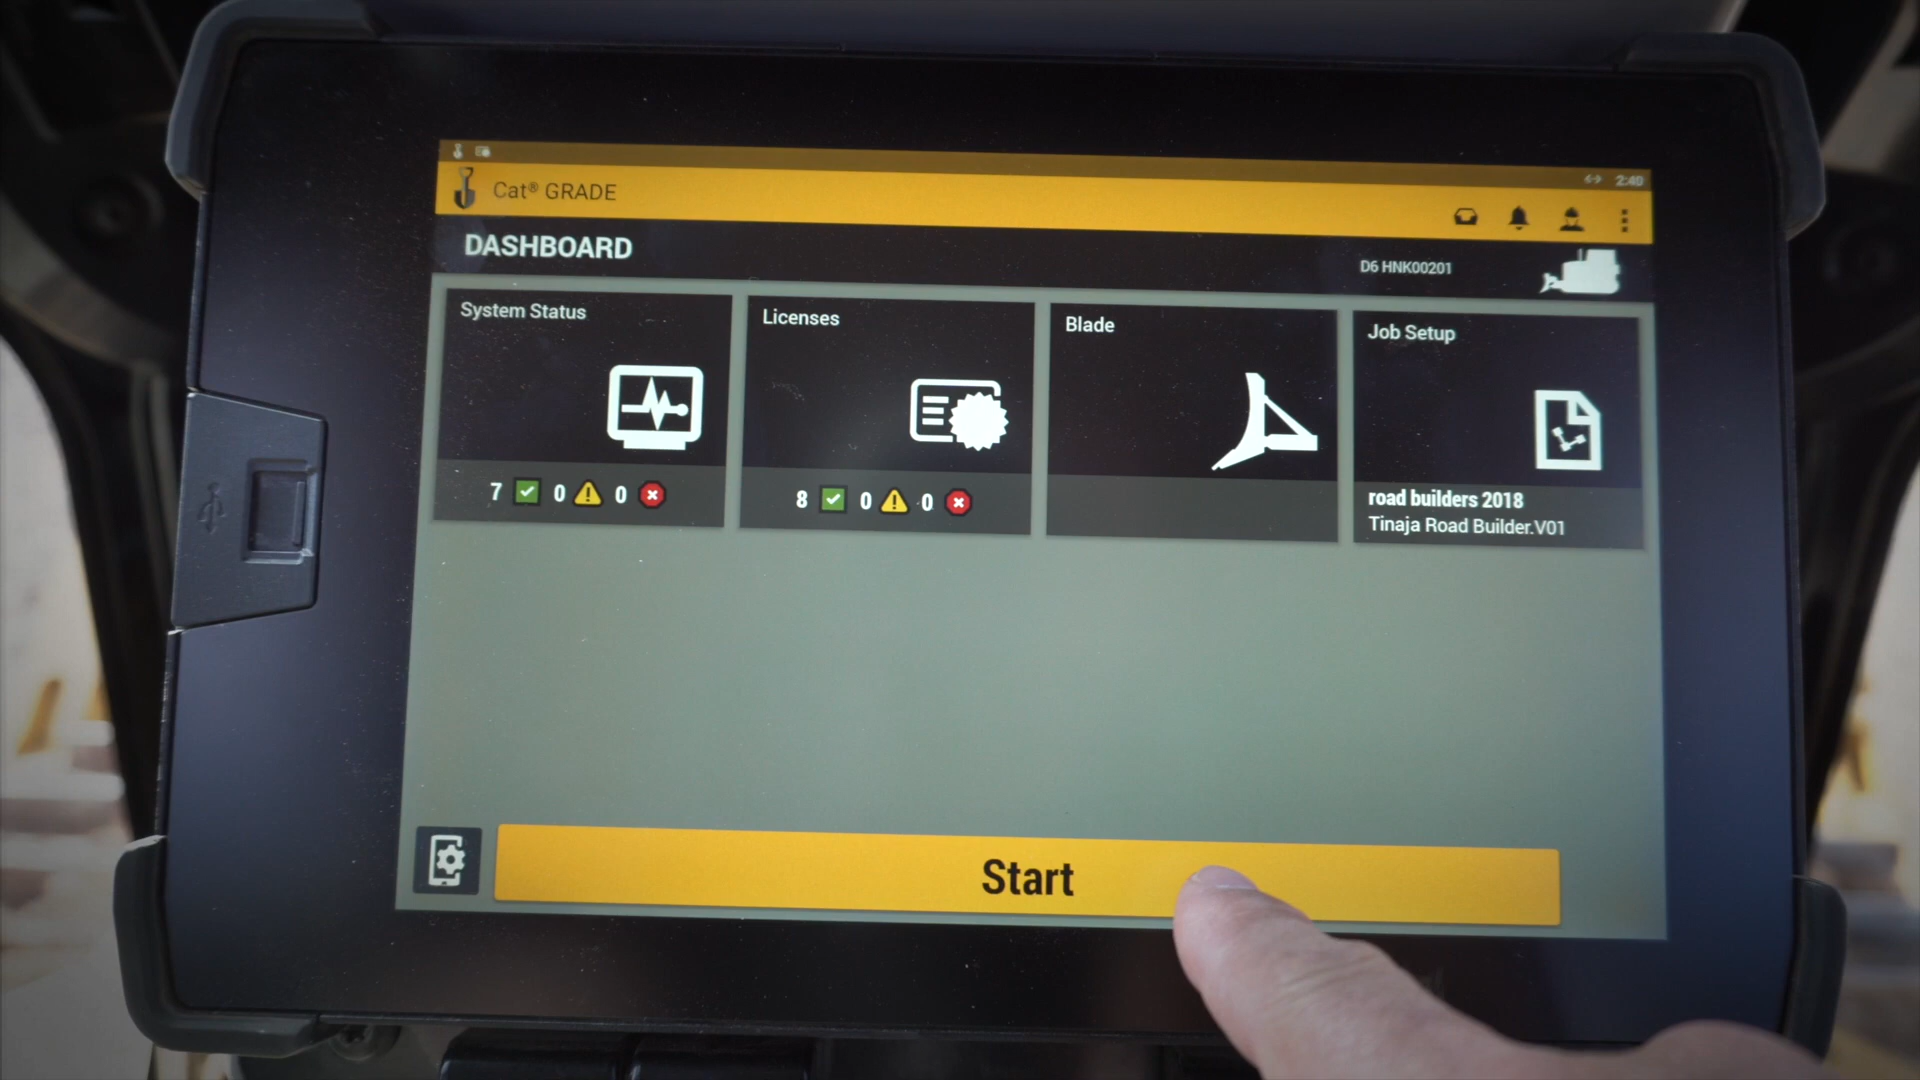 2:40
Cat® GRADE
DASHBOARD
D6 HNK00201
System Status
7 0 0
Licenses
8 0 0
Blade
Job Setup
road builders 2018
Tinaja Road Builder.V01
Start